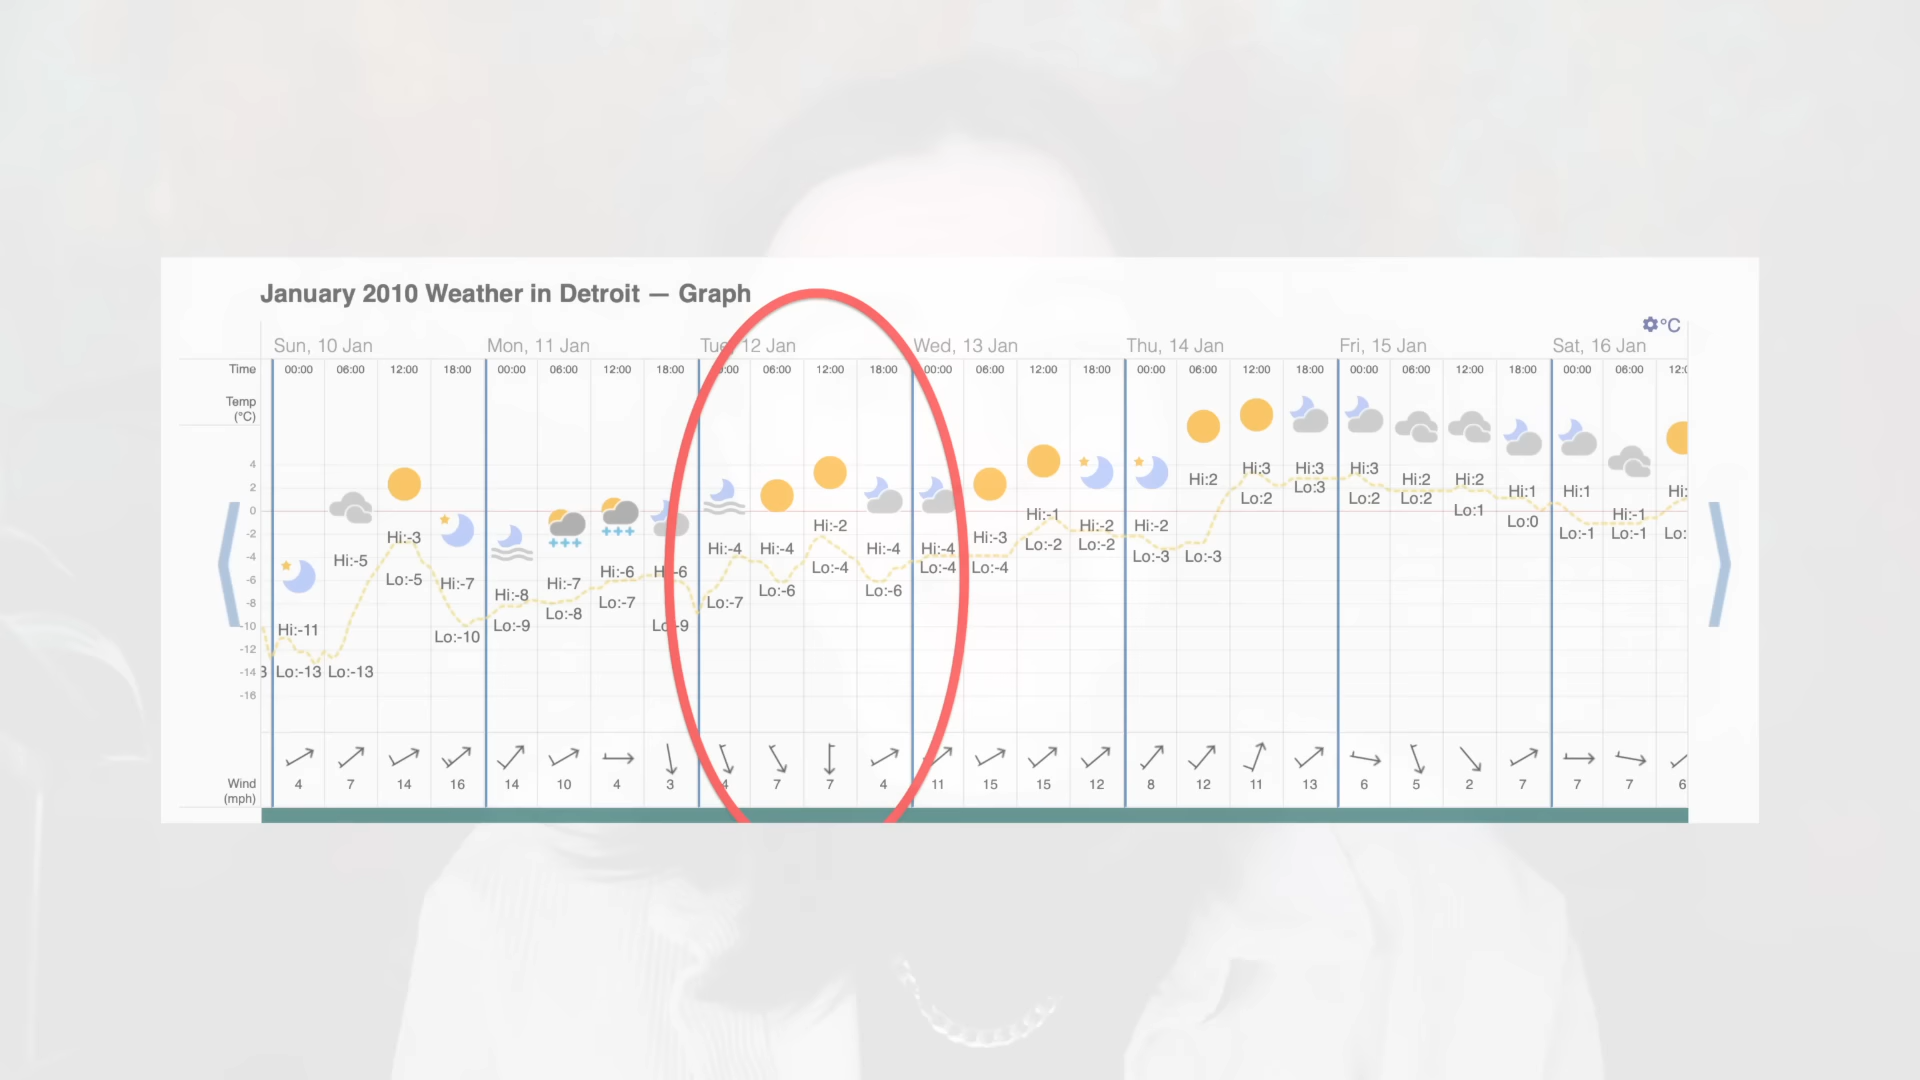 January 2010 Weather in Detroit — Graph
°C
Sun, 10 Jan Mon, 11 Jan Tue, 12 Jan Wed, 13 Jan Thu, 14 Jan Fri, 15 Jan Sat, 16 Jan
Time 00:00 06:00 12:00 18:00 00:00 06:00 12:00 18:00 06:00 12:00 18:00 00:00 06:00 12:00 18:00 00:00 06:00 12:00 18:00 00:00 06:00 12:00 18:00 00:00 06:00
Temp
(°C)
4
2
0
-2
-4
-6
-8
-10
-12
-14
-16
Hi:-11 Hi:-5 Hi:-3 Hi:-7 Hi:-8 Hi:-7 Hi:-6 Hi:-6 Hi:-4 Hi:-4 Hi:-2 Hi:-4 Hi:-4 Hi:-3 Hi:-1 Hi:-2 Hi:-2 Hi:2 Hi:3 Hi:3 Hi:3 Hi:2 Hi:2 Hi:1 Hi:1 Hi:-1 Hi:
3 Lo:-13 Lo:-13 Lo:-5 Lo:-10 Lo:-9 Lo:-8 Lo:-7 Lo:-9 Lo:-7 Lo:-6 Lo:-4 Lo:-6 Lo:-4 Lo:-4 Lo:-2 Lo:-2 Lo:-3 Lo:-3 Lo:2 Lo:3 Lo:2 Lo:2 Lo:1 Lo:0 Lo:-1 Lo:-1 Lo:
Wind 4 7 14 16 14 10 4 3 4 7 7 4 11 15 15 12 8 12 11 13 6 5 2 7 7 7 6
(mph)